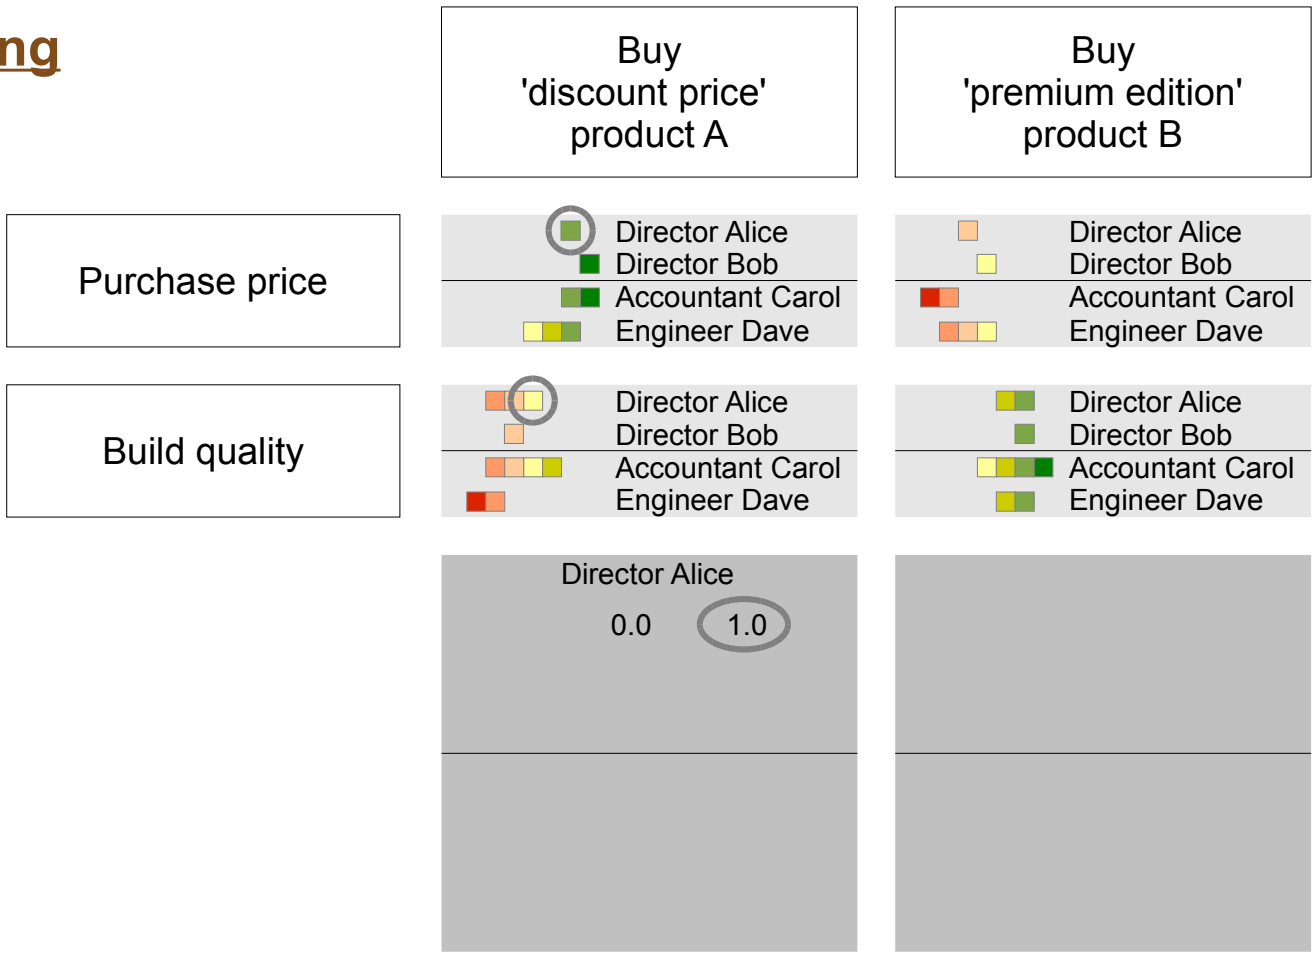 ng
Buy
'discount price'
product A
Buy
'premium edition'
product B
Purchase price
Director Alice
Director Bob
Accountant Carol
Engineer Dave
Director Alice
Director Bob
Accountant Carol
Engineer Dave
Build quality
Director Alice
Director Bob
Accountant Carol
Engineer Dave
Director Alice
Director Bob
Accountant Carol
Engineer Dave
Director Alice
0.0 1.0